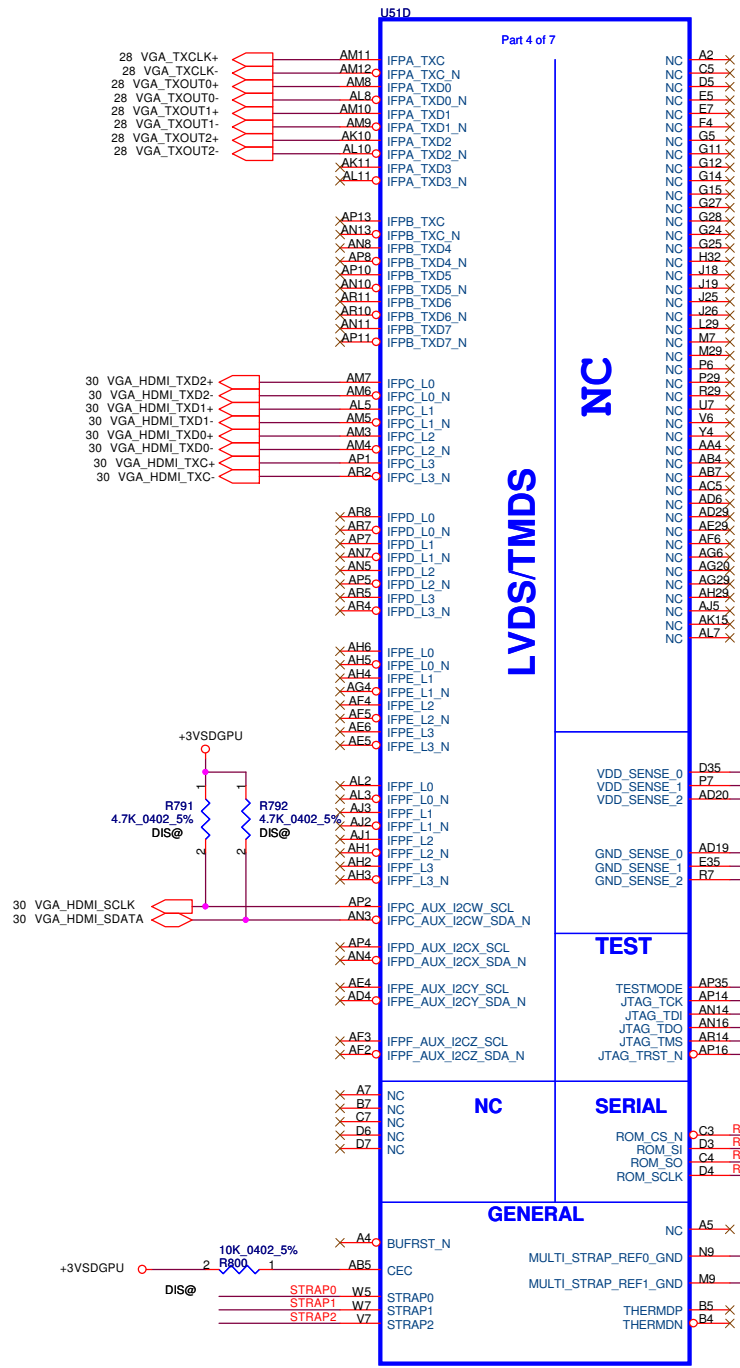 U51D
Part 4 of 7
28 VGA_TXCLK+ AM11 IFPA_TXC
28 VGA_TXCLK- AM12 IFPA_TXC_N
28 VGA_TXOUT0+ AM8 IFPA_TXD0
28 VGA_TXOUT0- AL8 IFPA_TXD0_N
28 VGA_TXOUT1+ AM10 IFPA_TXD1
28 VGA_TXOUT1- AM9 IFPA_TXD1_N
28 VGA_TXOUT2+ AK10 IFPA_TXD2
28 VGA_TXOUT2- AL10 IFPA_TXD2_N
AK11 IFPA_TXD3
AL11 IFPA_TXD3_N
AP13 IFPB_TXC
AN13 IFPB_TXC_N
AN8 IFPB_TXD4
AP8 IFPB_TXD4_N
AP10 IFPB_TXD5
AN10 IFPB_TXD5_N
AR11 IFPB_TXD6
AR10 IFPB_TXD6_N
AN11 IFPB_TXD7
AP11 IFPB_TXD7_N
30 VGA_HDMI_TXD2+ AM7 IFPC_L0
30 VGA_HDMI_TXD2- AM6 IFPC_L0_N
30 VGA_HDMI_TXD1+ AL5 IFPC_L1
30 VGA_HDMI_TXD1- AM5 IFPC_L1_N
30 VGA_HDMI_TXD0+ AM3 IFPC_L2
30 VGA_HDMI_TXD0- AM4 IFPC_L2_N
30 VGA_HDMI_TXC+ AP1 IFPC_L3
30 VGA_HDMI_TXC- AR2 IFPC_L3_N
AR8 IFPD_L0
AR7 IFPD_L0_N
AP7 IFPD_L1
AN7 IFPD_L1_N
AN5 IFPD_L2
AP5 IFPD_L2_N
AR5 IFPD_L3
AR4 IFPD_L3_N
AH6 IFPE_L0
AH5 IFPE_L0_N
AH4 IFPE_L1
AG4 IFPE_L1_N
AF4 IFPE_L2
AF5 IFPE_L2_N
AE6 IFPE_L3
AE5 IFPE_L3_N
+3VSDGPU
1 1
R791 R792
4.7K_0402_5% 4.7K_0402_5%
DIS@ DIS@
2 2
AL2 IFPF_L0
AL3 IFPF_L0_N
AJ3 IFPF_L1
AJ2 IFPF_L1_N
AJ1 IFPF_L2
AH1 IFPF_L2_N
AH2 IFPF_L3
AH3 IFPF_L3_N
30 VGA_HDMI_SCLK AP2 IFPC_AUX_I2CW_SCL
30 VGA_HDMI_SDATA AN3 IFPC_AUX_I2CW_SDA_N
AP4 IFPD_AUX_I2CX_SCL
AN4 IFPD_AUX_I2CX_SDA_N
AE4 IFPE_AUX_I2CY_SCL
AD4 IFPE_AUX_I2CY_SDA_N
AF3 IFPF_AUX_I2CZ_SCL
AF2 IFPF_AUX_I2CZ_SDA_N
A7 NC
B7 NC
C7 NC
D6 NC
D7 NC
NC
GENERAL
A4 BUFRST_N
+3VSDGPU 2 10K_0402_5% R800 1 AB5 CEC
DIS@
STRAP0 W5 STRAP0
STRAP1 W7 STRAP1
STRAP2 V7 STRAP2
LVDS/TMDS
NC
NC A2
NC C5
NC D5
NC E5
NC E7
NC F4
NC G5
NC G11
NC G12
NC G14
NC G15
NC G27
NC G28
NC G24
NC G25
NC H32
NC J18
NC J19
NC J25
NC J26
NC L29
NC M7
NC M29
NC P6
NC P29
NC R29
NC U7
NC V6
NC Y4
NC AA4
NC AB4
NC AB7
NC AC5
NC AD6
NC AD29
NC AE29
NC AF6
NC AG6
NC AG20
NC AG29
NC AH29
NC AJ5
NC AK15
NC AL7
VDD_SENSE_0 D35
VDD_SENSE_1 P7
VDD_SENSE_2 AD20
GND_SENSE_0 AD19
GND_SENSE_1 E35
GND_SENSE_2 R7
TEST
TESTMODE AP35
JTAG_TCK AP14
JTAG_TDI AN14
JTAG_TDO AN16
JTAG_TMS AR14
JTAG_TRST_N AP16
SERIAL
ROM_CS_N C3 R
ROM_SI D3 R
ROM_SO C4 R
ROM_SCLK D4 R
NC A5
MULTI_STRAP_REF0_GND N9
MULTI_STRAP_REF1_GND M9
THERMDP B5
THERMDN B4